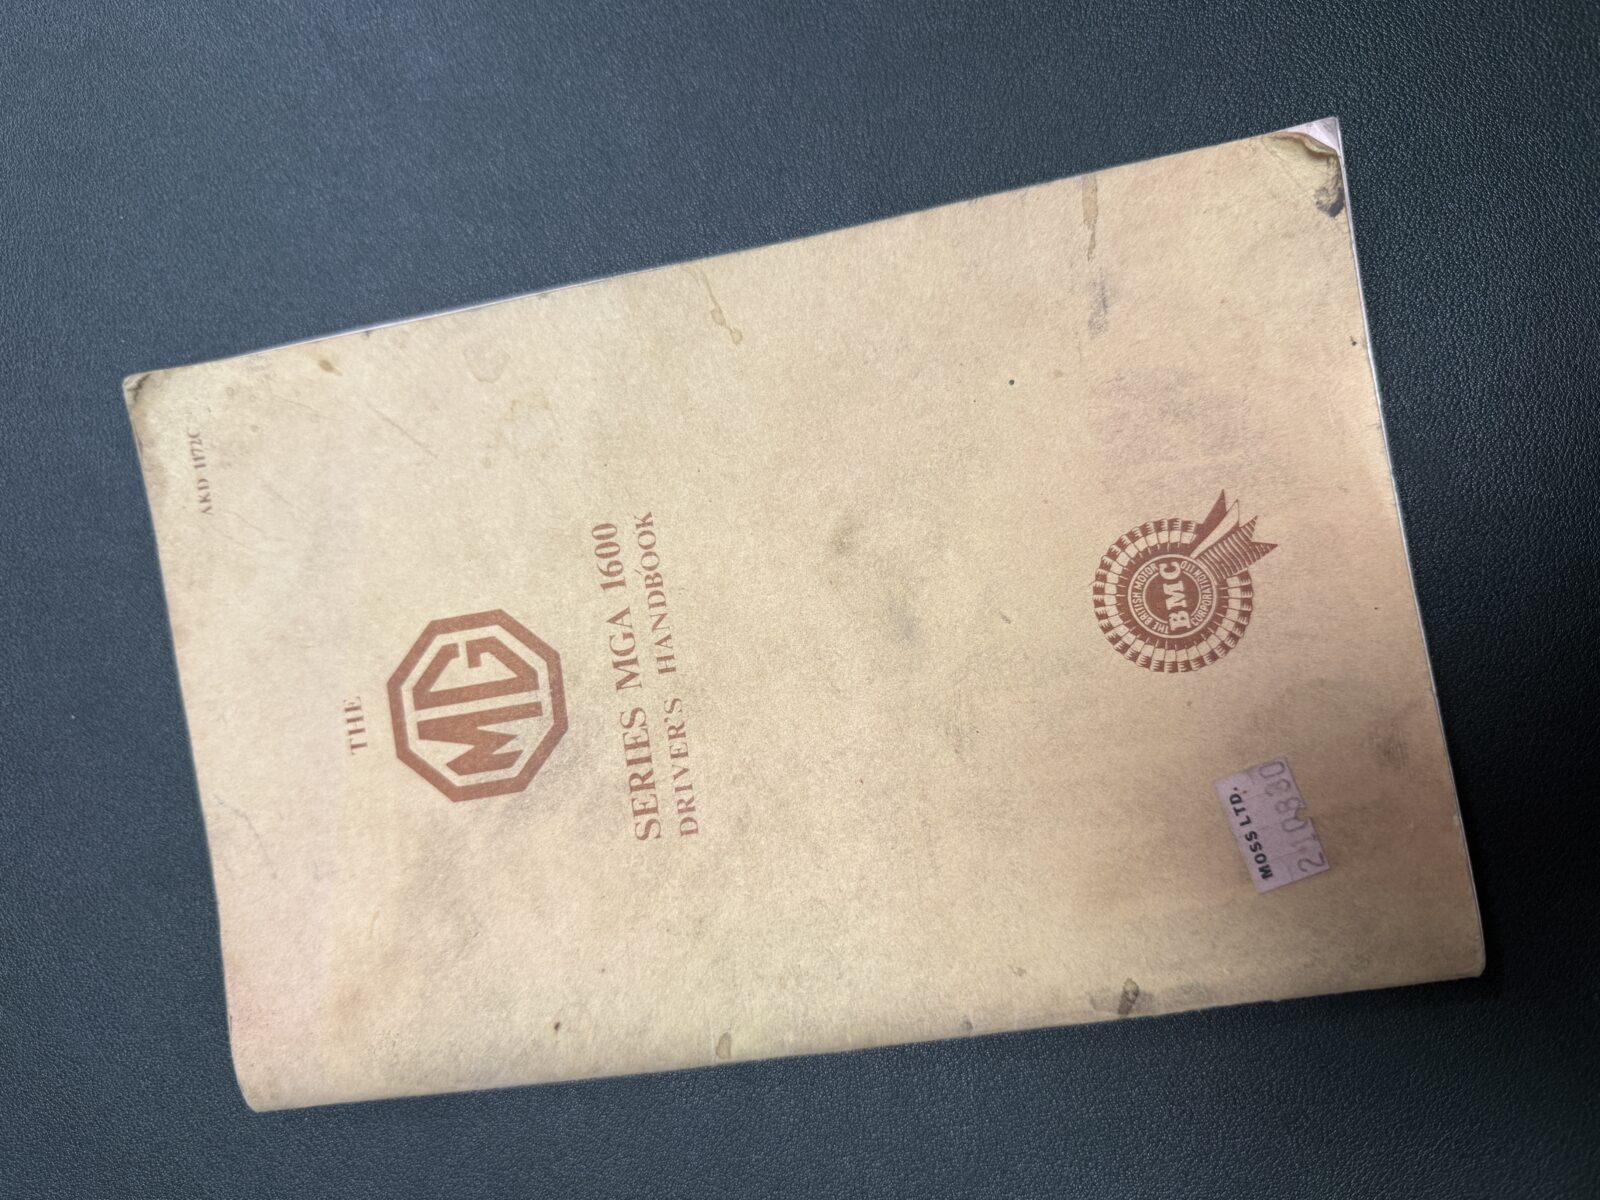 AKD 1172C
THE
MG
SERIES MGA 1600
DRIVER'S HANDBOOK
THE BRITISH MOTOR
BMC
CORPORATION LTD
MOSS LTD.
210830